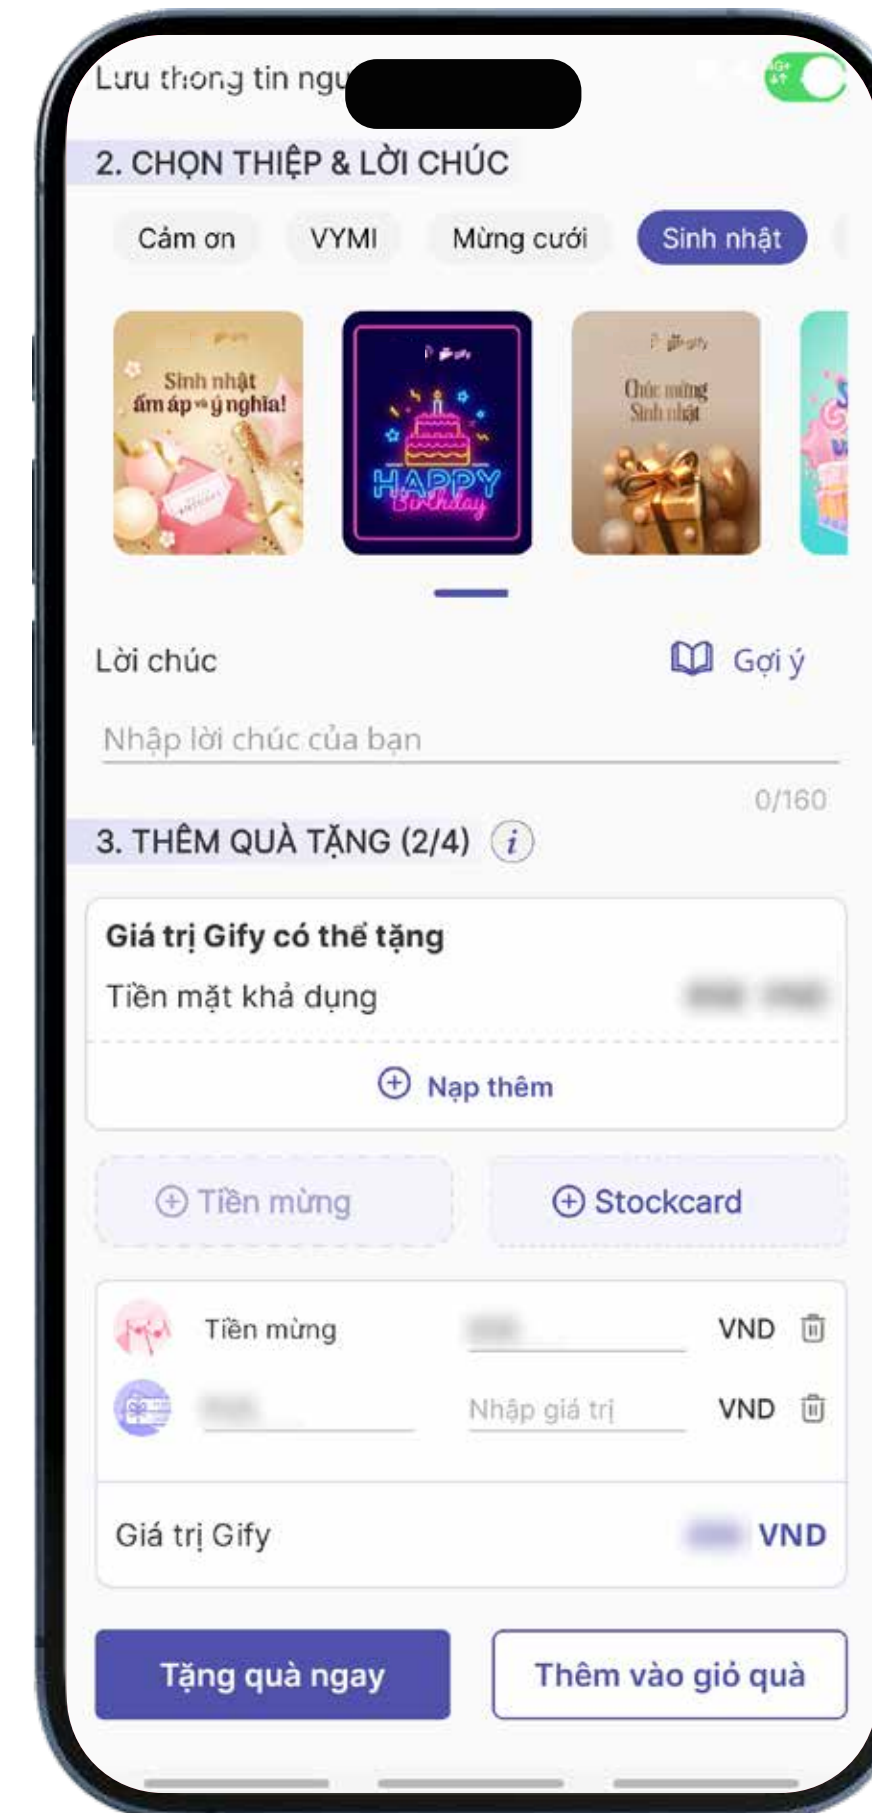 Lưu thông tin ngư
2. CHỌN THIỆP & LỜI CHÚC
Cảm ơn VYMI Mừng cưới Sinh nhật
Sinh nhật
ấm áp và ý nghĩa!
HAPPY
Birthday
Chúc mừng
Sinh nhật
Lời chúc Gợi ý
Nhập lời chúc của bạn
0/160
3. THÊM QUÀ TẶNG (2/4) i
Giá trị Gify có thể tặng
Tiền mặt khả dụng
Nạp thêm
Tiền mừng Stockcard
Tiền mừng VND
Nhập giá trị VND
Giá trị Gify VND
Tặng quà ngay Thêm vào giỏ quà